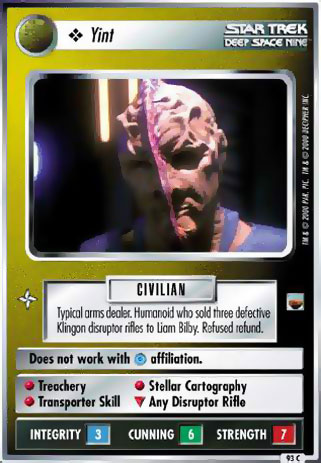 ❖ Yint
STAR TREK
DEEP SPACE NINE
TM & © 2000 PAR. PIC. TM & © 2000 DECIPHER INC.
CIVILIAN
Typical arms dealer. Humanoid who sold three defective
Klingon disruptor rifles to Liam Bilby. Refused refund.
Does not work with affiliation.
Treachery
Stellar Cartography
Transporter Skill
Any Disruptor Rifle
INTEGRITY 3 CUNNING 6 STRENGTH 7
93 C